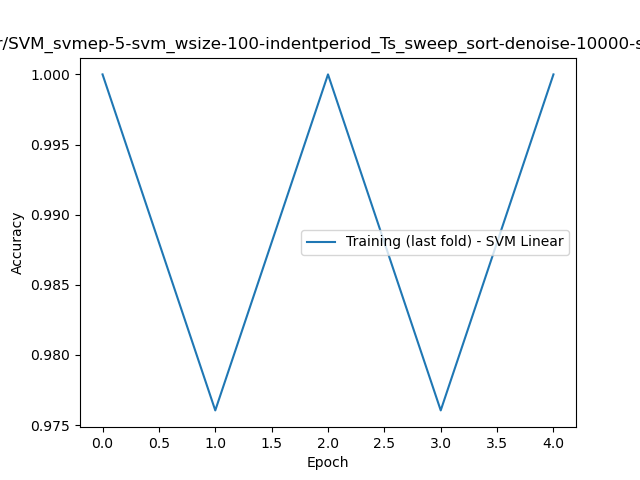 r/SVM_svmep-5-svm_wsize-100-indentperiod_Ts_sweep_sort-denoise-10000-s
1.000
0.995
0.990
0.985
0.980
0.975
Accuracy
Training (last fold) - SVM Linear
0.0 0.5 1.0 1.5 2.0 2.5 3.0 3.5 4.0
Epoch